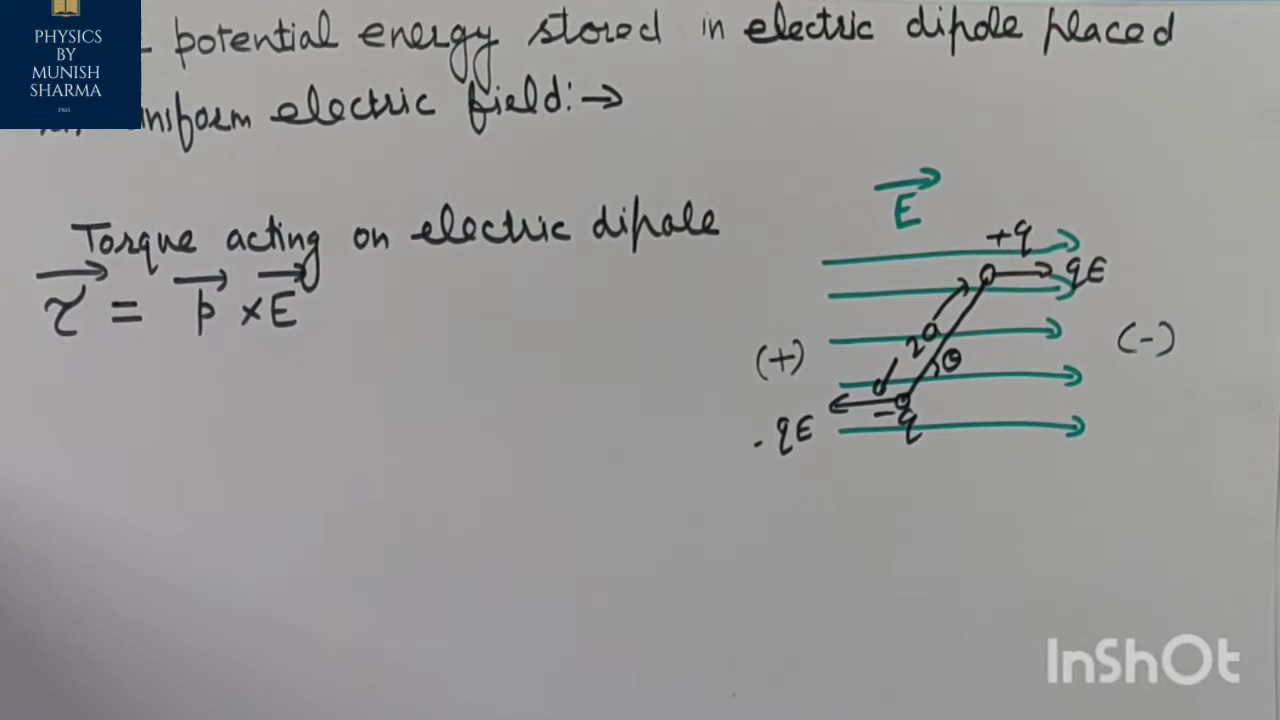 PHYSICS
BY
MUNISH
SHARMA
potential energy stored in electric dipole placed
uniform electric field:→
Torque acting on electric dipole
τ⃗ = p⃗ × E⃗
E⃗
+q
qE
2a
θ
(+)
(-)
-q
-qE
InShOt